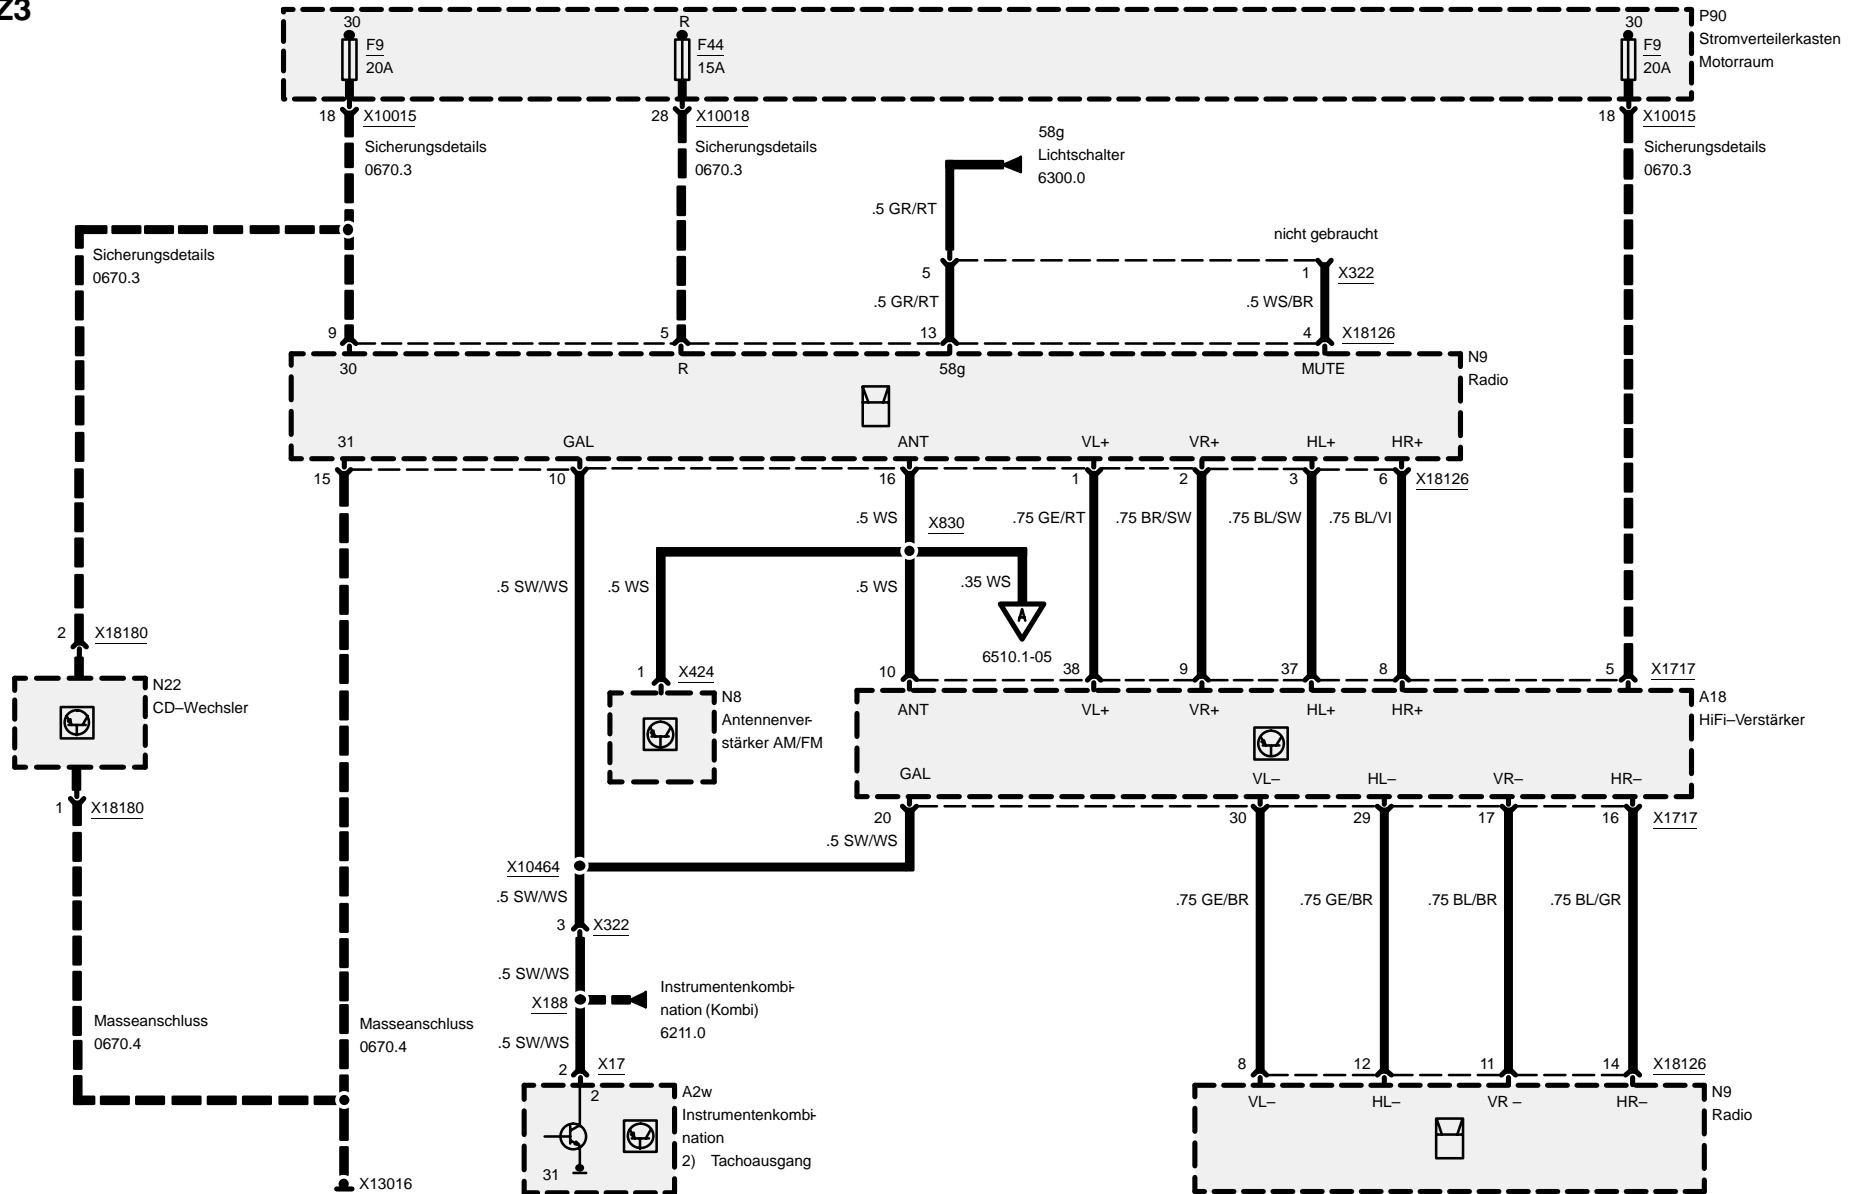 Z3
30
R
30
P90
Stromverteilerkasten
Motorraum
F9
20A
F44
15A
F9
20A
18
X10015
28
X10018
18
X10015
Sicherungsdetails
0670.3
Sicherungsdetails
0670.3
Sicherungsdetails
0670.3
58g
Lichtschalter
6300.0
.5 GR/RT
nicht gebraucht
Sicherungsdetails
0670.3
5
1
X322
.5 GR/RT
.5 WS/BR
9
5
13
4
X18126
30
R
58g
MUTE
N9
Radio
31
GAL
ANT
VL+
VR+
HL+
HR+
15
10
16
1
2
3
6
X18126
.5 WS
X830
.75 GE/RT
.75 BR/SW
.75 BL/SW
.75 BL/VI
.5 SW/WS
.5 WS
.5 WS
.35 WS
A
6510.1-05
2
X18180
1
X424
10
38
9
37
8
5
X1717
N22
CD–Wechsler
N8
Antennenver-
stärker AM/FM
ANT
VL+
VR+
HL+
HR+
A18
HiFi–Verstärker
GAL
VL–
HL–
VR–
HR–
1
X18180
20
30
29
17
16
X1717
.5 SW/WS
X10464
.5 SW/WS
.75 GE/BR
.75 GE/BR
.75 BL/BR
.75 BL/GR
3
X322
.5 SW/WS
X188
Instrumentenkombi-
nation (Kombi)
6211.0
Masseanschluss
0670.4
Masseanschluss
0670.4
.5 SW/WS
2
X17
8
12
11
14
X18126
2
A2w
Instrumentenkombi-
nation
2) Tachoausgang
31
VL–
HL–
VR –
HR–
N9
Radio
X13016